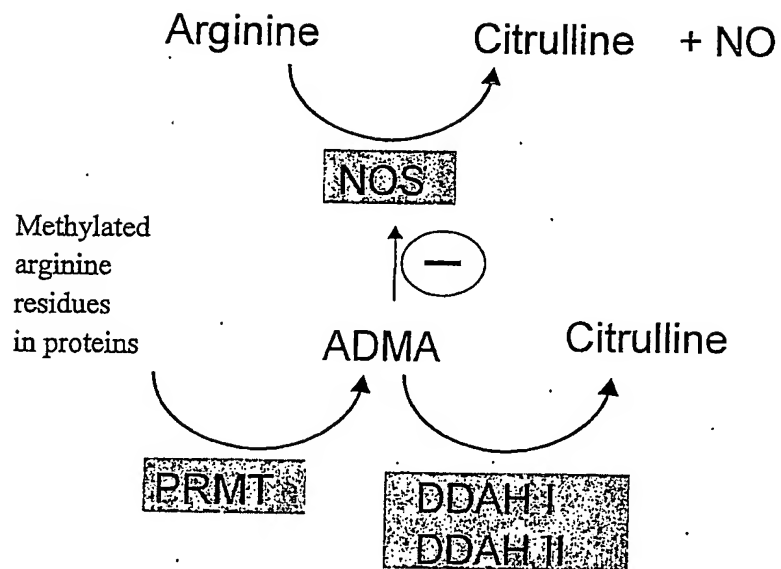 Arginine Citrulline + NO
NOS
Methylated
arginine
residues
in proteins
ADMA Citrulline
PRMT
DDAH I
DDAH II